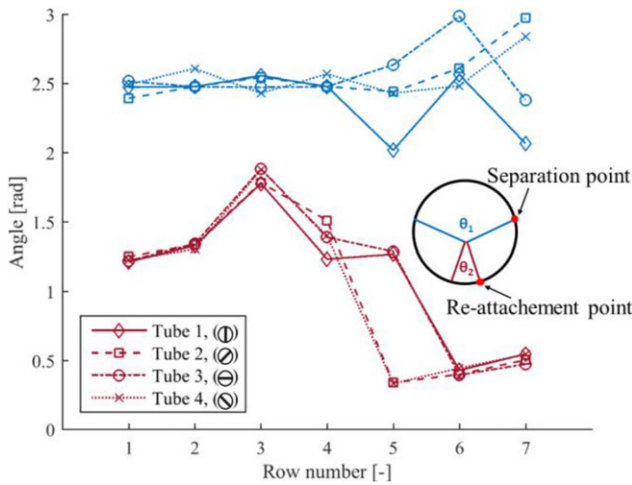 3
2.5
2
1.5
1
0.5
0
Angle [rad]
1 2 3 4 5 6 7
Row number [-]
Separation point
θ1
θ2
Re-attachement point
Tube 1, ()
Tube 2, ()
Tube 3, ()
Tube 4, ()